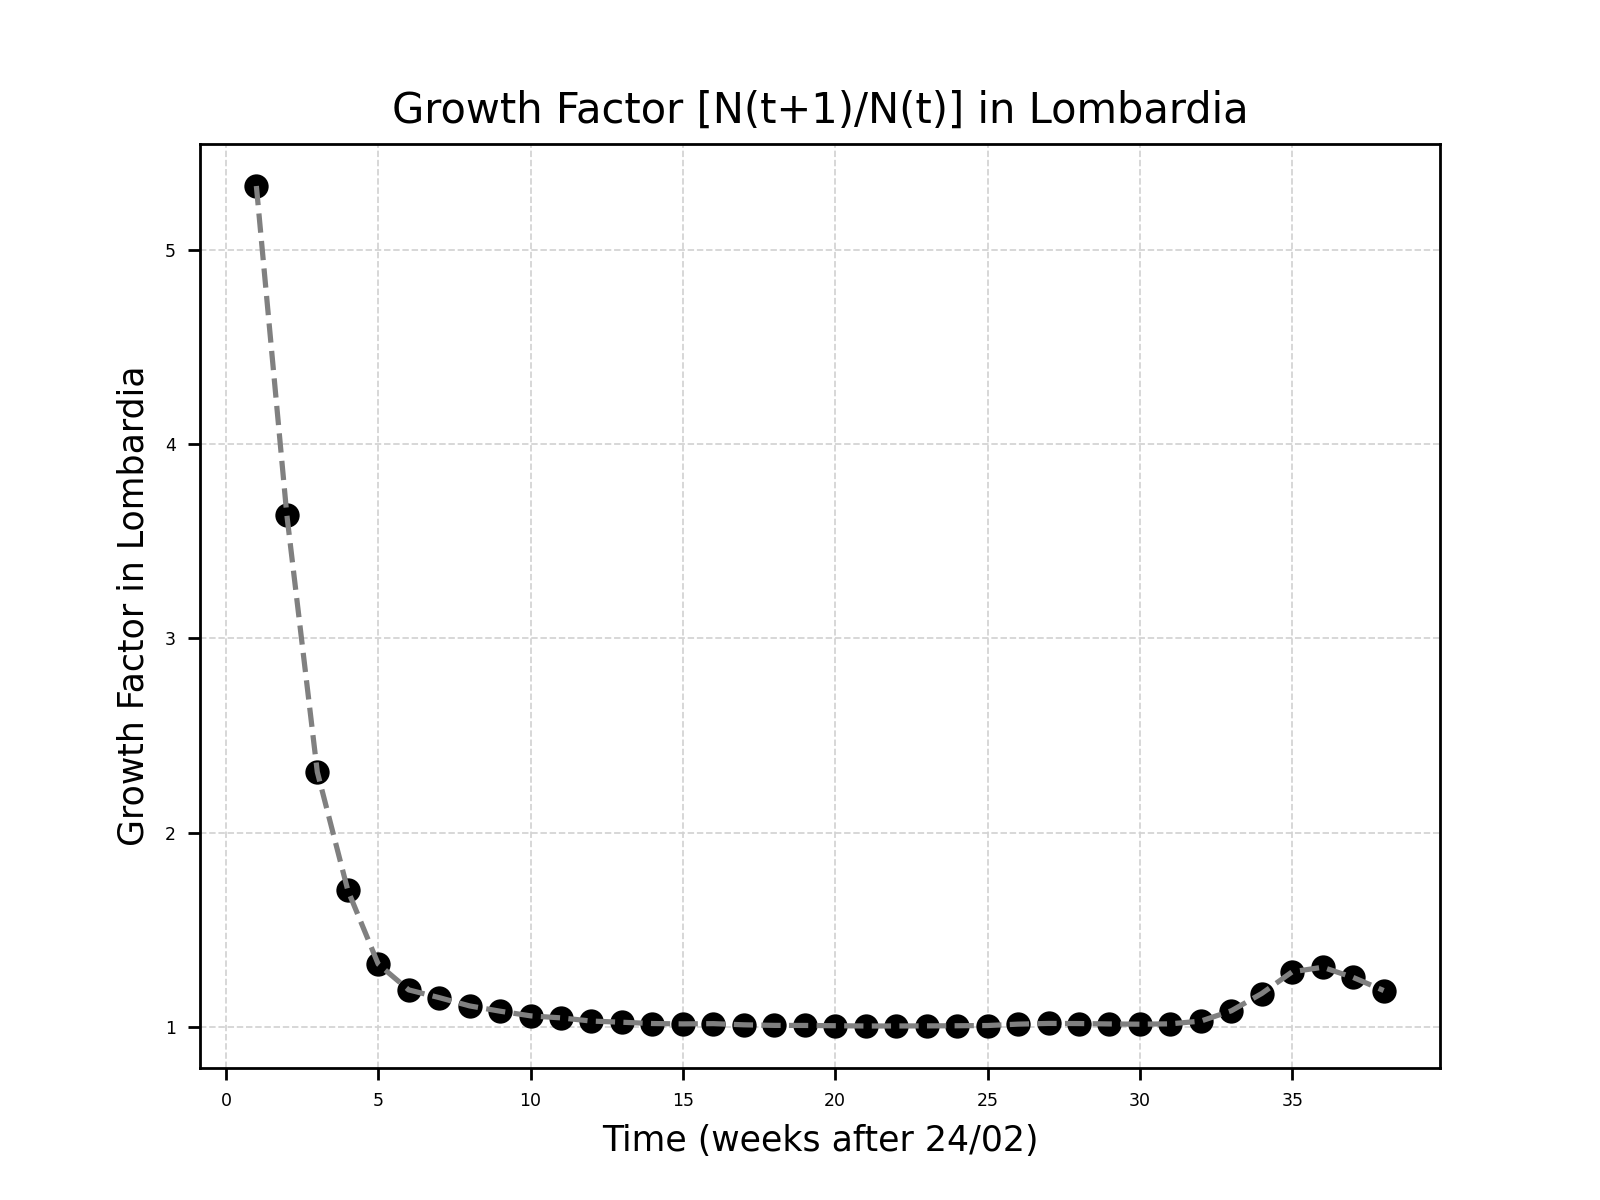 Growth Factor [N(t+1)/N(t)] in Lombardia
Growth Factor in Lombardia
5
4
3
2
1
0 5 10 15 20 25 30 35
Time (weeks after 24/02)